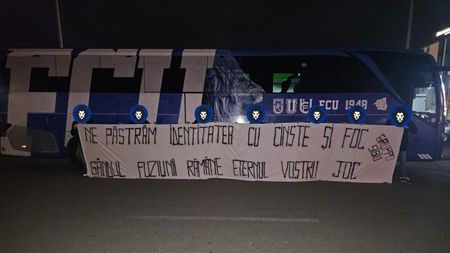 FCU
FCU 1948
NE PĂSTRĂM IDENTITATEA CU CINSTE ȘI FOC
GÂNDUL FUZIUNII RĂMÂNE ETERNUL VOSTRU JOC